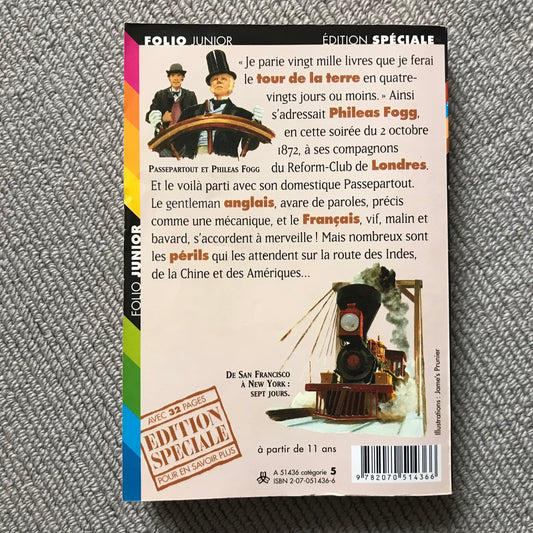 FOLIO JUNIOR
ÉDITION SPÉCIALE
« Je parie vingt mille livres que je ferai
le tour de la terre en quatre-
vingts jours ou moins. » Ainsi
s'adressait Phileas Fogg,
en cette soirée du 2 octobre
1872, à ses compagnons
du Reform-Club de Londres.
PASSEPARTOUT ET PHILEAS FOGG
Et le voilà parti avec son domestique Passepartout.
Le gentleman anglais, avare de paroles, précis
comme une mécanique, et le Français, vif, malin et
bavard, s'accordent à merveille ! Mais nombreux sont
les périls qui les attendent sur la route des Indes,
de la Chine et des Amériques...
FOLIO JUNIOR
DE SAN FRANCISCO
À NEW YORK :
SEPT JOURS.
Illustrations : Jame's Prunier
AVEC 32 PAGES
EDITION
SPÉCIALE
POUR EN SAVOIR PLUS
à partir de 11 ans
A 51436 catégorie 5
ISBN 2-07-051436-6
9 782070 514366